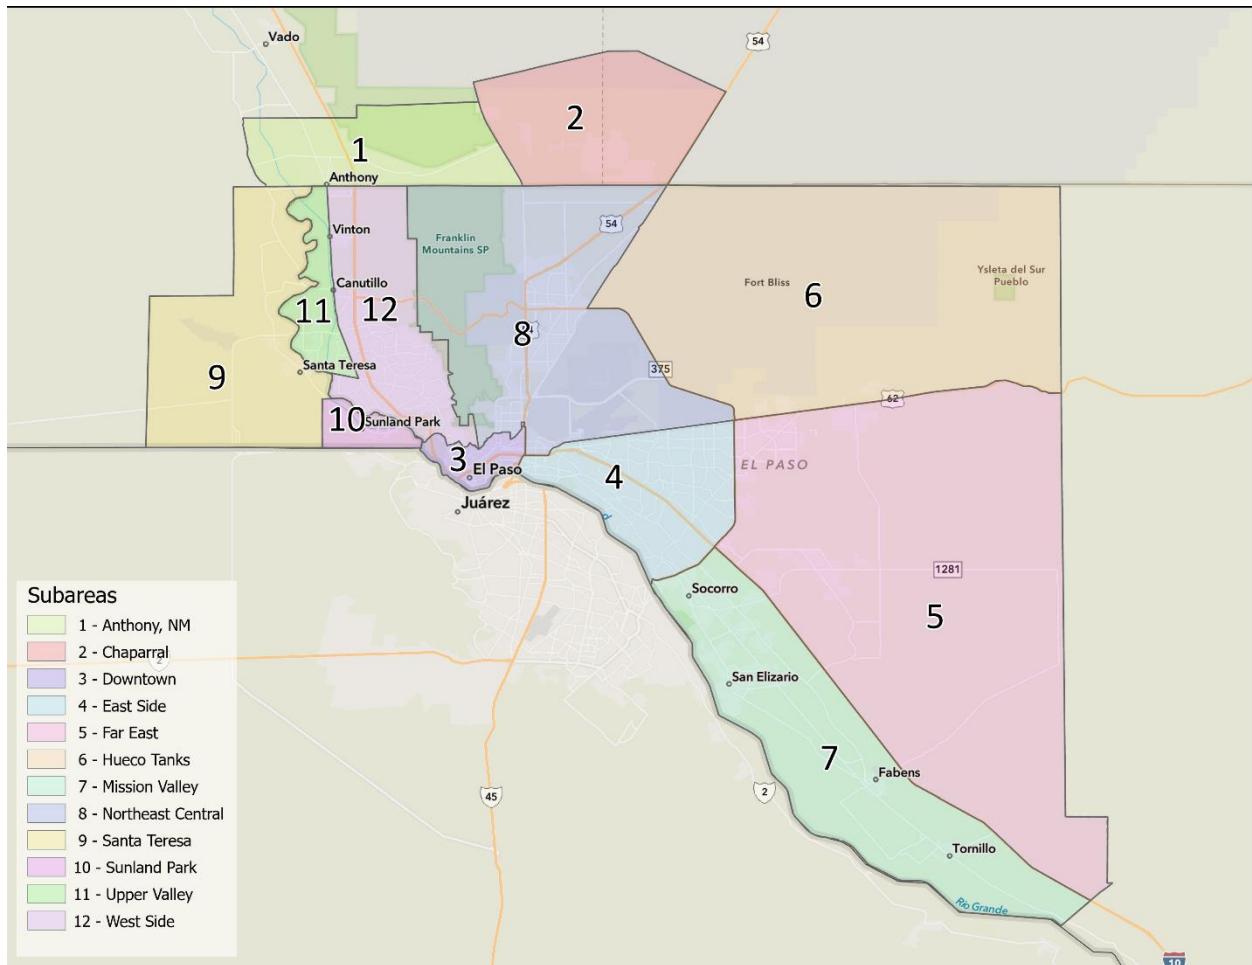 Vado
54
2
1
Anthony
Vinton
Franklin
Mountains SP
54
Fort Bliss
Ysleta del Sur
Pueblo
Canutillo
11
12
6
8
Santa Teresa
9
375
62
10
Sunland Park
3
El Paso
4
EL PASO
Juárez
1281
Socorro
5
San Elizario
7
Fabens
2
45
Tornillo
Rio Grande
10
Subareas
1 - Anthony, NM
2 - Chaparral
2
3 - Downtown
4 - East Side
5 - Far East
6 - Hueco Tanks
7 - Mission Valley
8 - Northeast Central
9 - Santa Teresa
10 - Sunland Park
11 - Upper Valley
12 - West Side